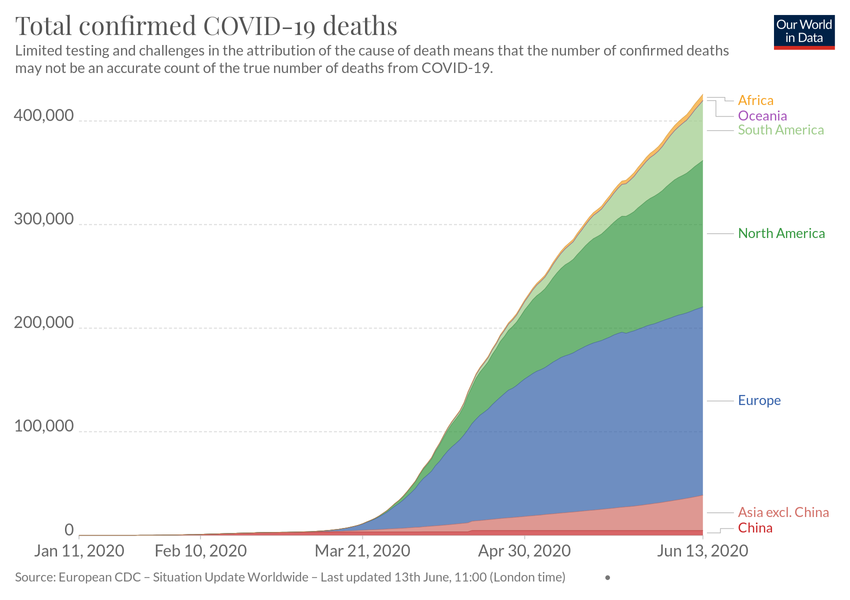 Total confirmed COVID-19 deaths
Our World
in Data
Limited testing and challenges in the attribution of the cause of death means that the number of confirmed deaths
may not be an accurate count of the true number of deaths from COVID-19.
400,000
300,000
200,000
100,000
0
Africa
Oceania
South America
North America
Europe
Asia excl. China
China
Jan 11, 2020 Feb 10, 2020 Mar 21, 2020 Apr 30, 2020 Jun 13, 2020
Source: European CDC – Situation Update Worldwide – Last updated 13th June, 11:00 (London time) •